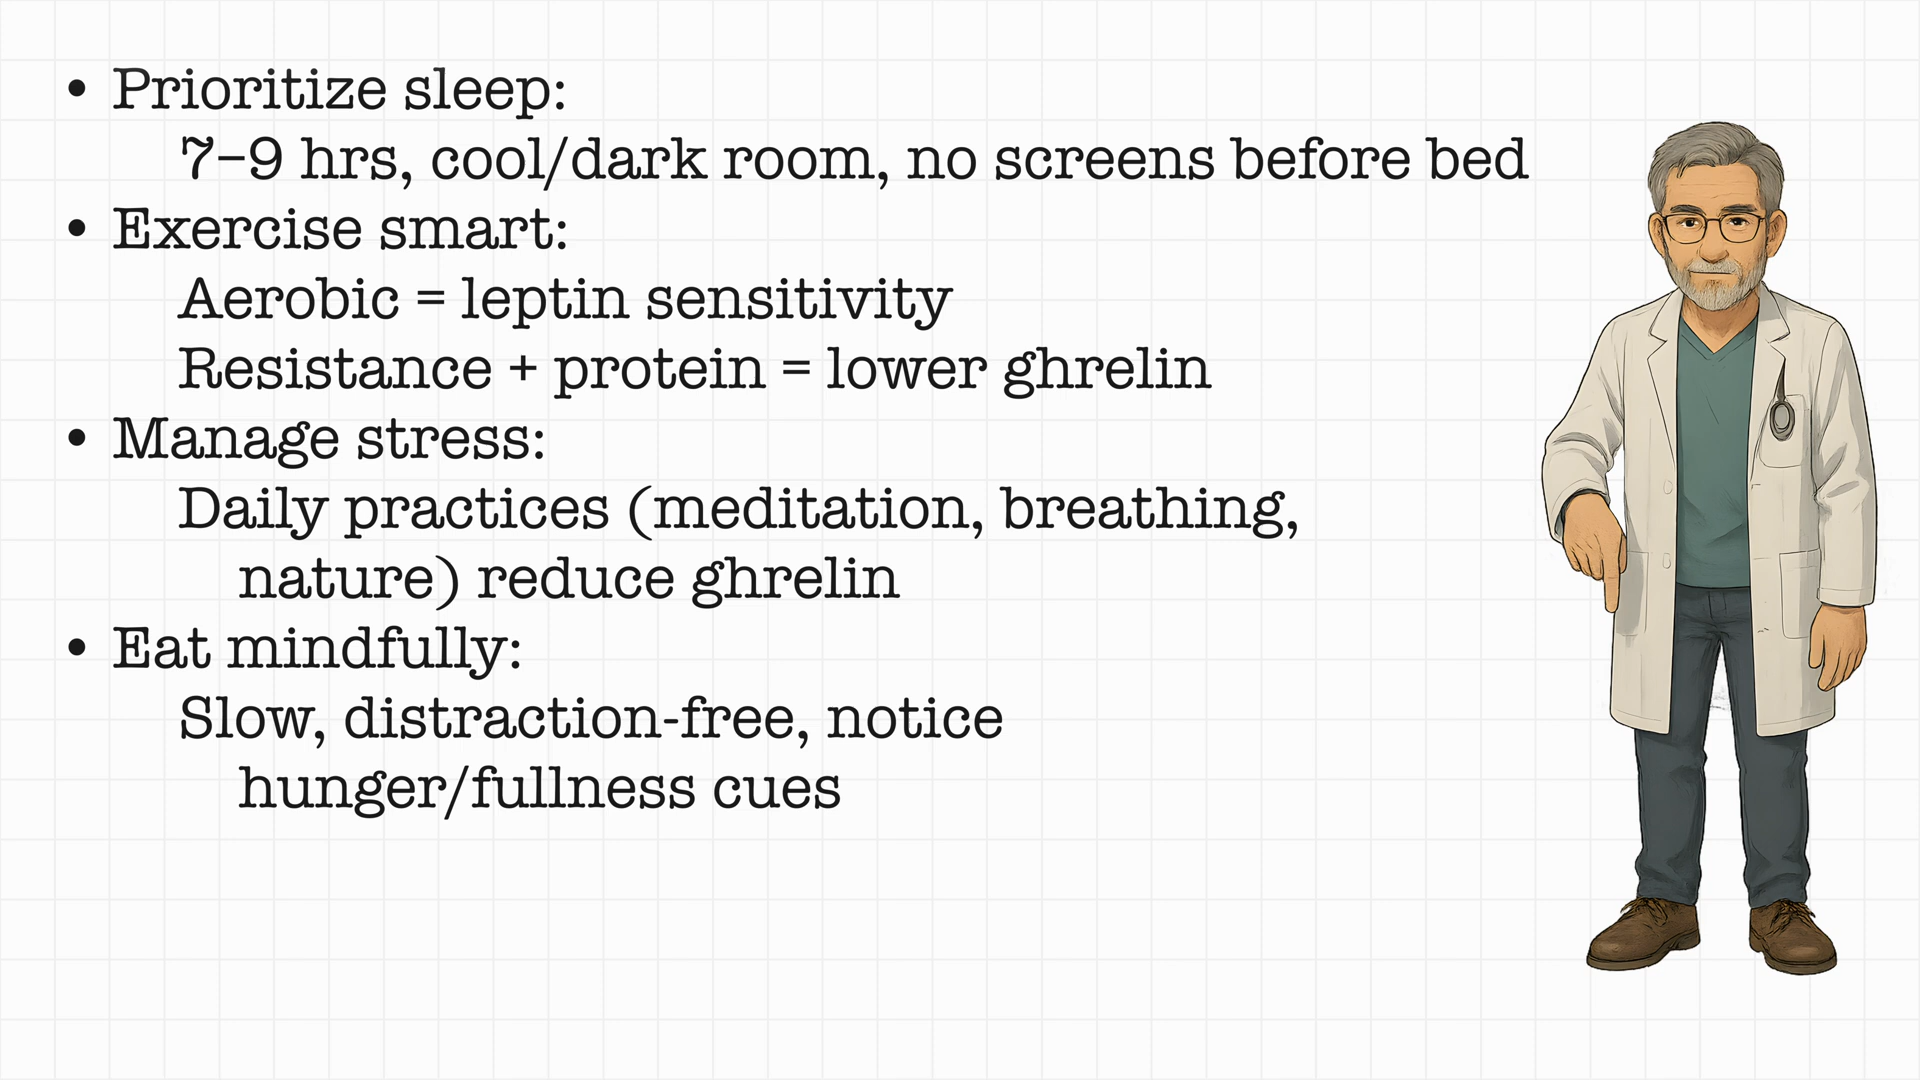 • Prioritize sleep:
7–9 hrs, cool/dark room, no screens before bed
• Exercise smart:
Aerobic = leptin sensitivity
Resistance + protein = lower ghrelin
• Manage stress:
Daily practices (meditation, breathing,
nature) reduce ghrelin
• Eat mindfully:
Slow, distraction-free, notice
hunger/fullness cues